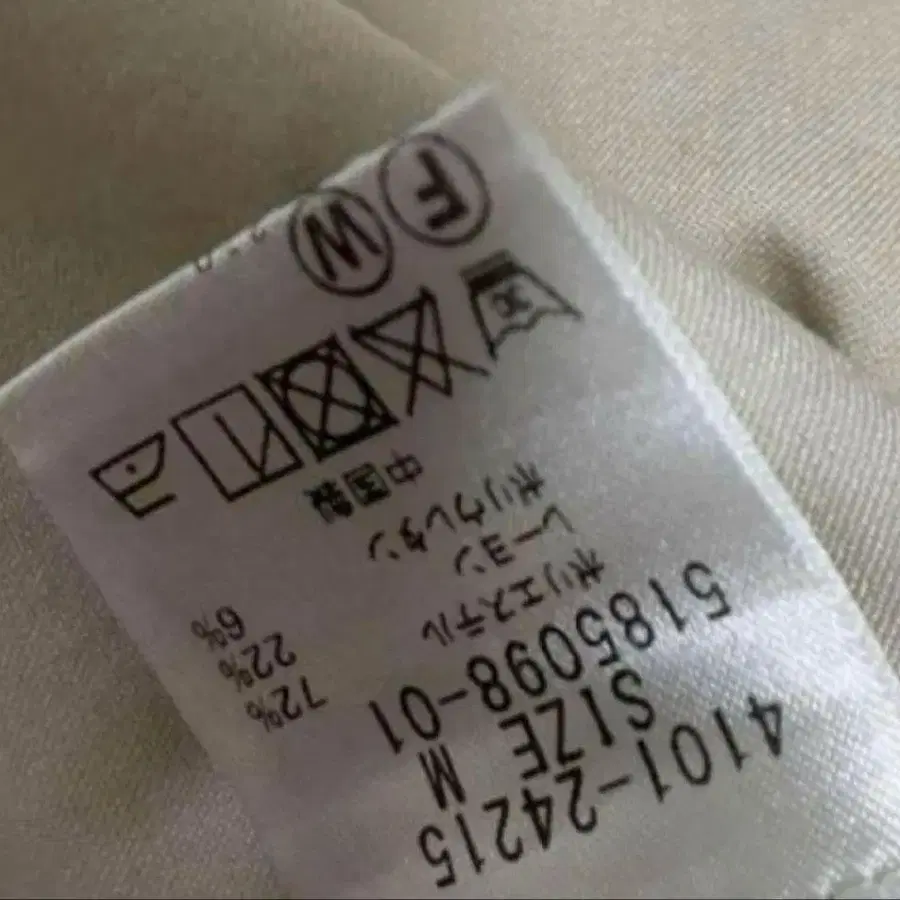 4101-24215
SIZE M
5185098-01
ポリエステル 72%
レーヨン 22%
ポリウレタン 6%
中国製
F W